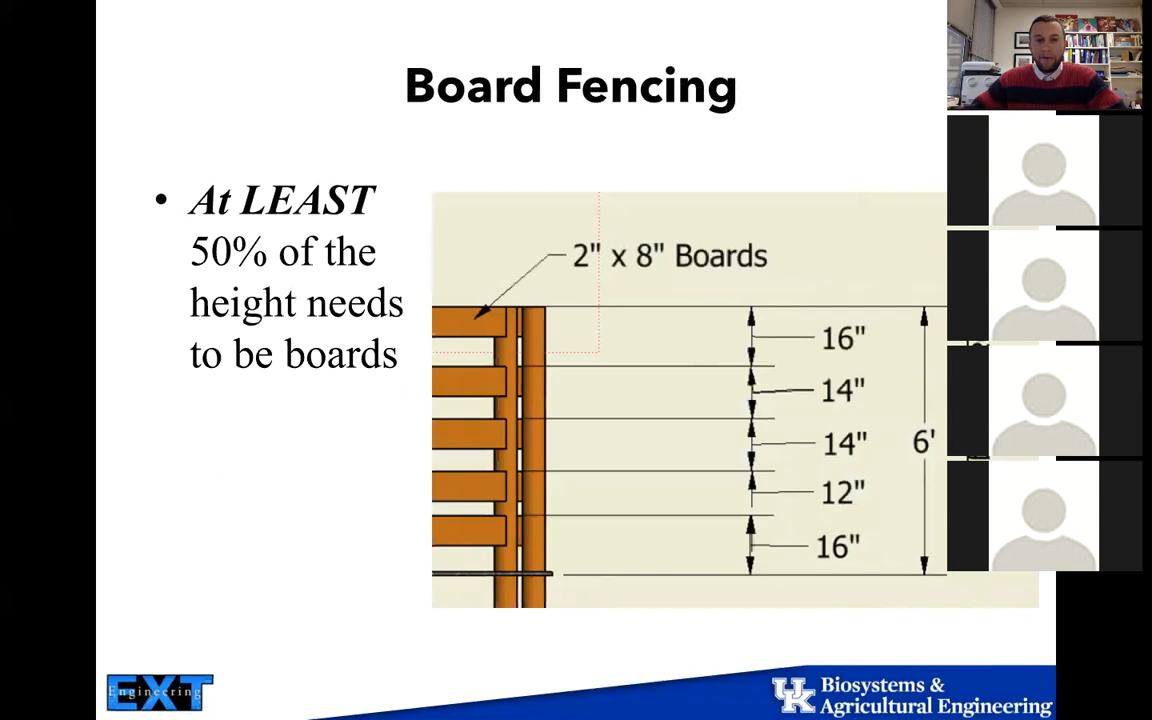 Board Fencing
• At LEAST
50% of the
height needs
to be boards
2" x 8" Boards
16"
14"
14"
12"
16"
6'
EXT
Engineering
UK
Biosystems &
Agricultural Engineering